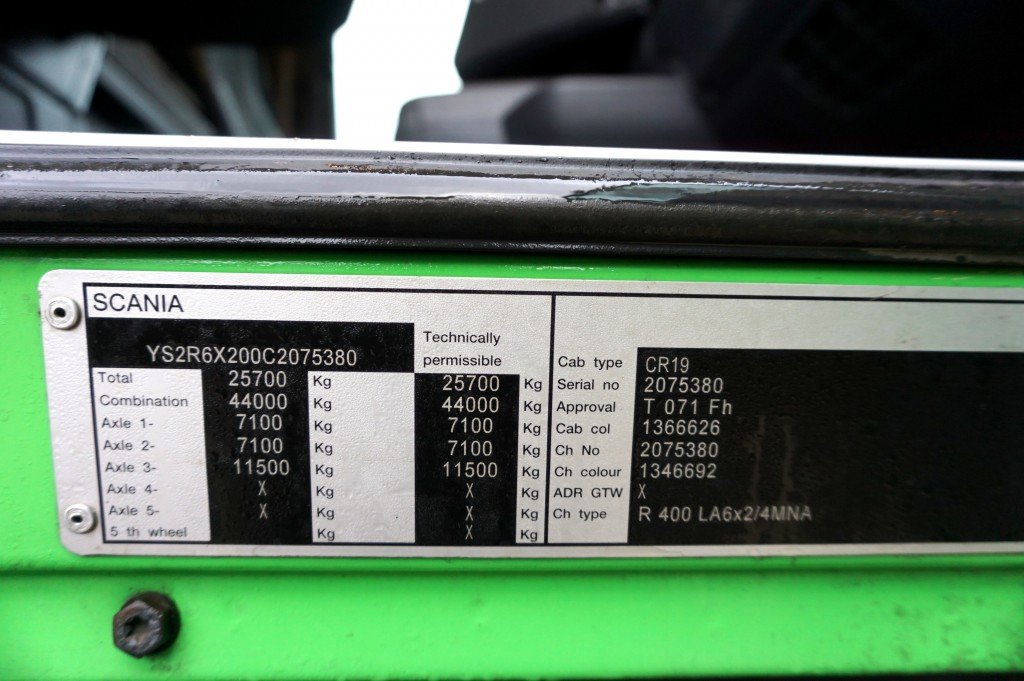 SCANIA
YS2R6X200C2075380
Technically
permissible
Total 25700 Kg 25700 Kg
Combination 44000 Kg 44000 Kg
Axle 1- 7100 Kg 7100 Kg
Axle 2- 7100 Kg 7100 Kg
Axle 3- 11500 Kg 11500 Kg
Axle 4- X Kg X Kg
Axle 5- X Kg X Kg
5 th wheel Kg X Kg
Cab type CR19
Serial no 2075380
Approval T 071 Fh
Cab col 1366626
Ch No 2075380
Ch colour 1346692
ADR GTW X
Ch type R 400 LA6x2/4MNA